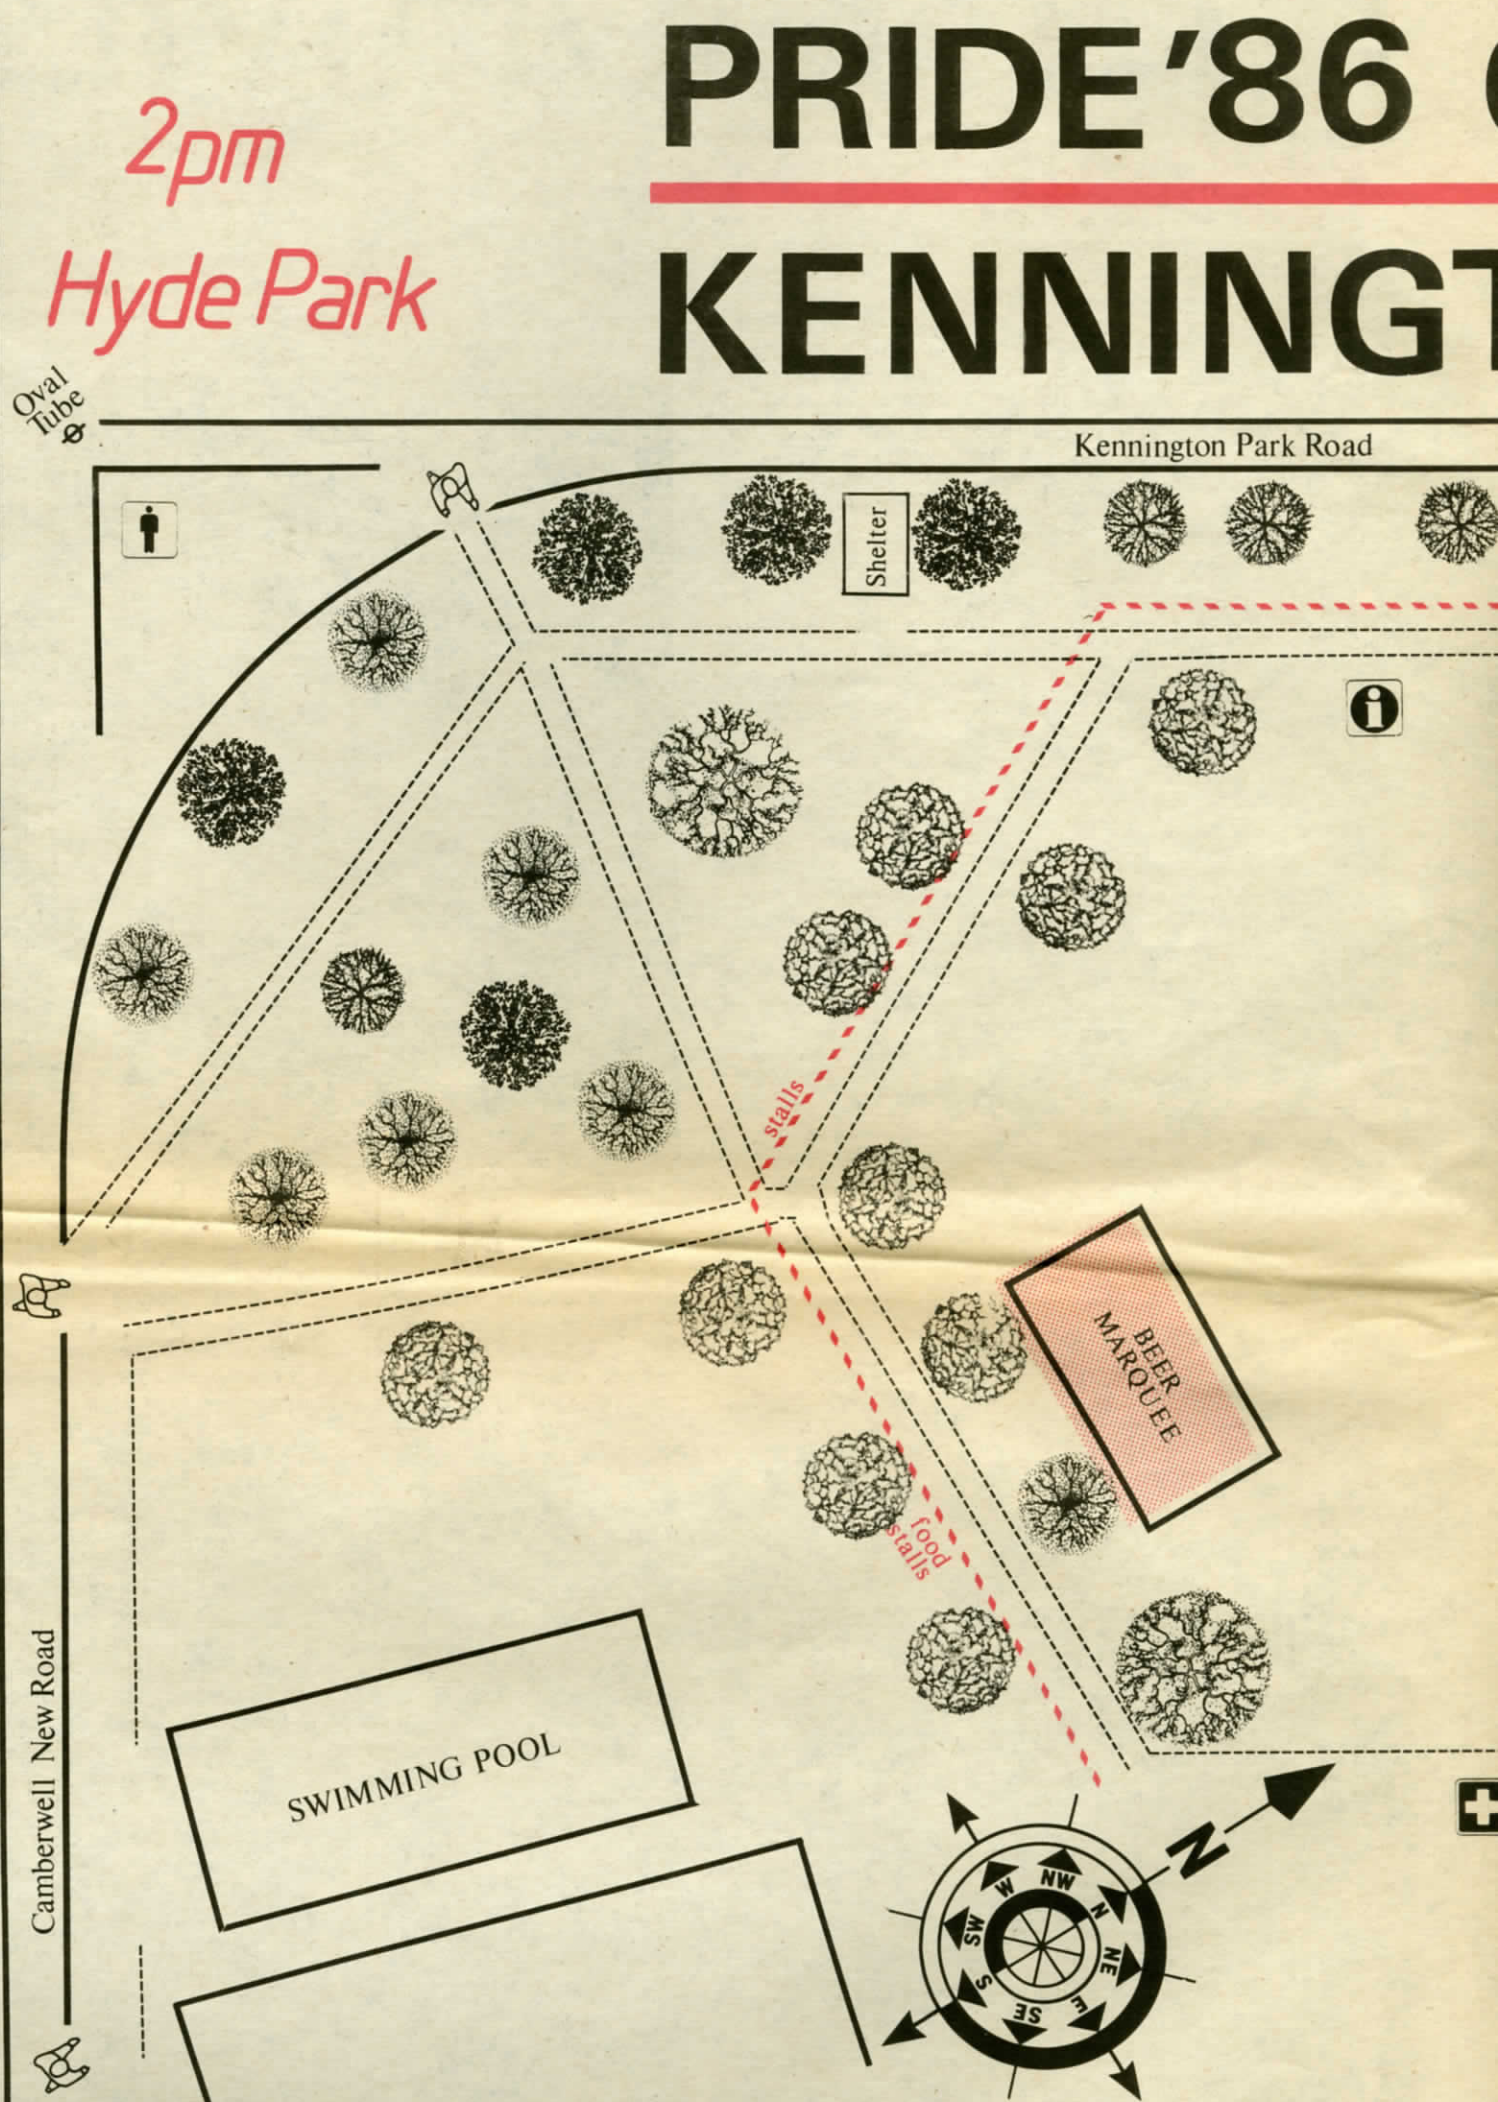 PRIDE '86
2pm
Hyde Park
KENNINGT
Oval
Tube
Kennington Park Road
Shelter
i
stalls
BEER
MARQUEE
food
stalls
Camberwell New Road
SWIMMING POOL
N
NW
N
NE
E
SE
S
SW
W